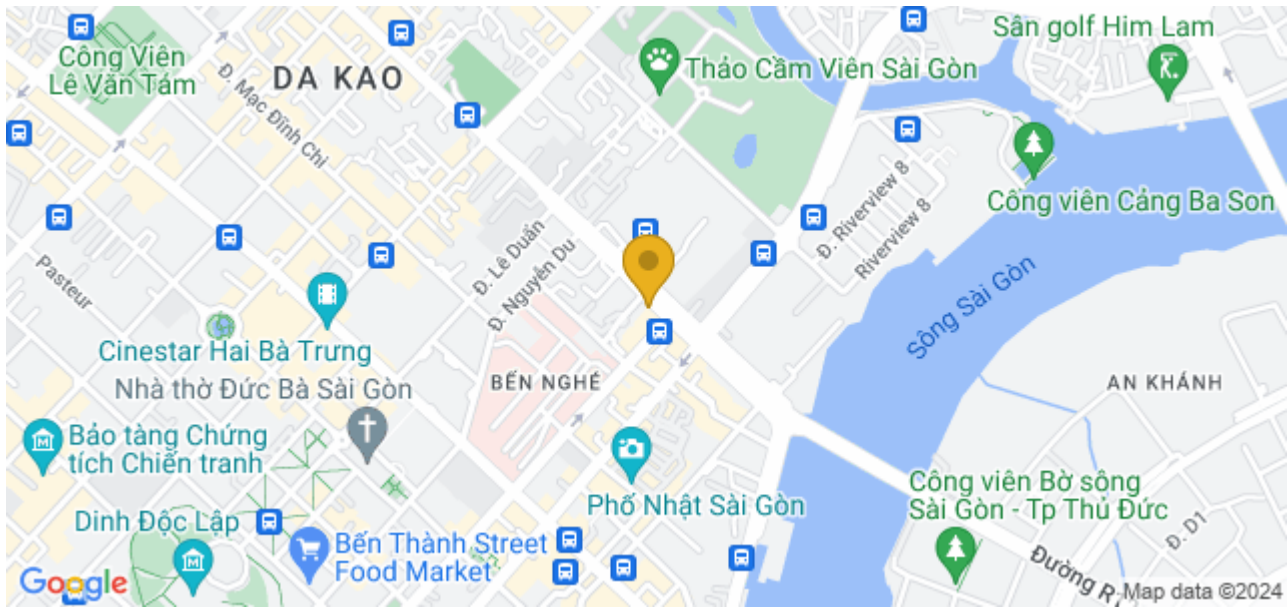 Công Viên
Lê Văn Tám
DA KAO
Đ. Mạc Đĩnh Chi
Thảo Cầm Viên Sài Gòn
Sân golf Him Lam
Công viên Cảng Ba Son
Đ. Riverview 8
Riverview 8
Đ. Lê Duẩn
Đ. Nguyễn Du
Pasteur
Sông Sài Gòn
Cinestar Hai Bà Trưng
Nhà thờ Đức Bà Sài Gòn
BẾN NGHÉ
AN KHÁNH
Bảo tàng Chứng
tích Chiến tranh
Phố Nhật Sài Gòn
Công viên Bờ sông
Sài Gòn - Tp Thủ Đức
Đ. D1
Dinh Độc Lập
Bến Thành Street
Food Market
Đường R
Google
Map data ©2024